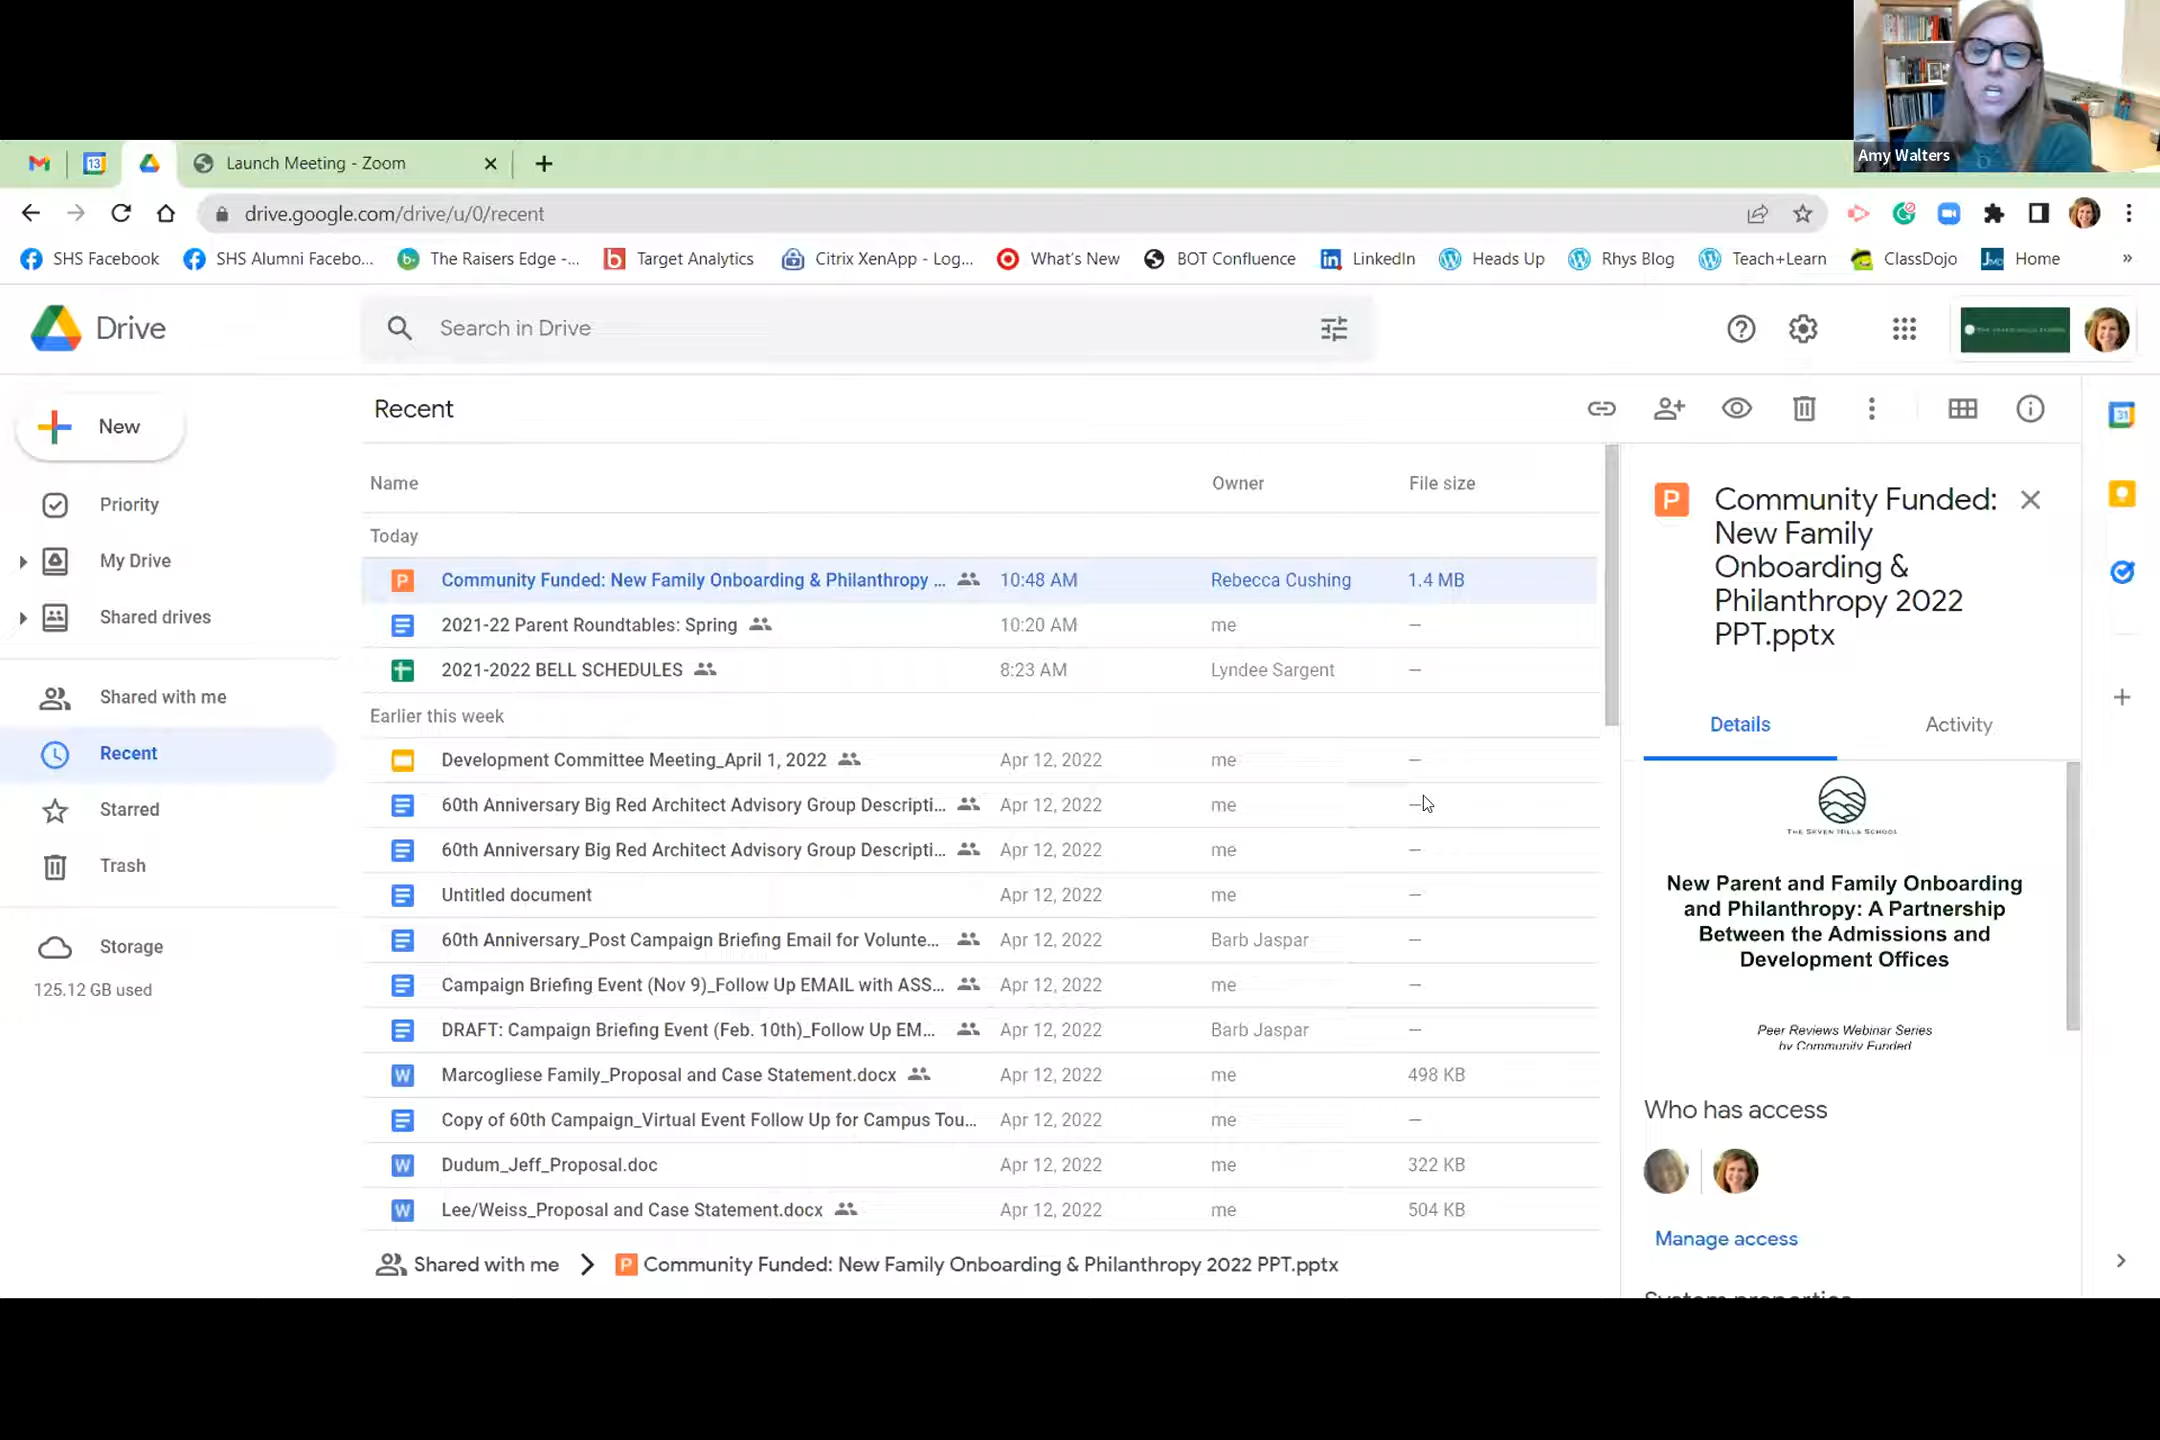 Amy Walters
13
Launch Meeting - Zoom
drive.google.com/drive/u/0/recent
SHS Facebook
SHS Alumni Facebo...
The Raisers Edge -...
Target Analytics
Citrix XenApp - Log...
What's New
BOT Confluence
LinkedIn
Heads Up
Rhys Blog
Teach+Learn
ClassDojo
Home
Drive
Search in Drive
New
Recent
Priority
My Drive
Shared drives
Shared with me
Recent
Starred
Trash
Storage
125.12 GB used
Name Owner File size
Today
Community Funded: New Family Onboarding & Philanthropy ... 10:48 AM Rebecca Cushing 1.4 MB
2021-22 Parent Roundtables: Spring 10:20 AM me —
2021-2022 BELL SCHEDULES 8:23 AM Lyndee Sargent —
Earlier this week
Development Committee Meeting_April 1, 2022 Apr 12, 2022 me —
60th Anniversary Big Red Architect Advisory Group Descripti... Apr 12, 2022 me —
60th Anniversary Big Red Architect Advisory Group Descripti... Apr 12, 2022 me —
Untitled document Apr 12, 2022 me —
60th Anniversary_Post Campaign Briefing Email for Volunte... Apr 12, 2022 Barb Jaspar —
Campaign Briefing Event (Nov 9)_Follow Up EMAIL with ASS... Apr 12, 2022 me —
DRAFT: Campaign Briefing Event (Feb. 10th)_Follow Up EM... Apr 12, 2022 Barb Jaspar —
Marcogliese Family_Proposal and Case Statement.docx Apr 12, 2022 me 498 KB
Copy of 60th Campaign_Virtual Event Follow Up for Campus Tou... Apr 12, 2022 me —
Dudum_Jeff_Proposal.doc Apr 12, 2022 me 322 KB
Lee/Weiss_Proposal and Case Statement.docx Apr 12, 2022 me 504 KB
Shared with me
Community Funded: New Family Onboarding & Philanthropy 2022 PPT.pptx
Community Funded:
New Family
Onboarding &
Philanthropy 2022
PPT.pptx
Details Activity
THE SEVEN HILLS SCHOOL
New Parent and Family Onboarding
and Philanthropy: A Partnership
Between the Admissions and
Development Offices
Peer Reviews Webinar Series
by Community Funded
Who has access
Manage access
System properties
31